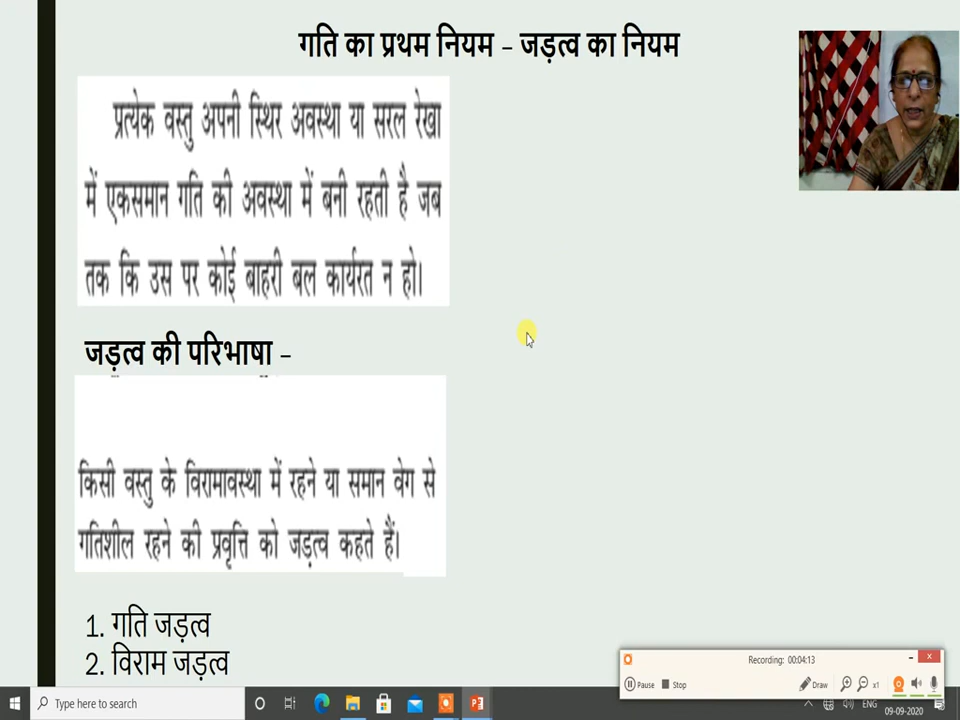 गति का प्रथम नियम – जड़त्व का नियम
प्रत्येक वस्तु अपनी स्थिर अवस्था या सरल रेखा
में एकसमान गति की अवस्था में बनी रहती है जब
तक कि उस पर कोई बाहरी बल कार्यरत न हो।
जड़त्व की परिभाषा –
किसी वस्तु के विरामावस्था में रहने या समान वेग से
गतिशील रहने की प्रवृत्ति को जड़त्व कहते हैं।
1. गति जड़त्व
2. विराम जड़त्व
Recording: 00:04:13
Pause Stop Draw x1
Type here to search
ENG
09-09-2020